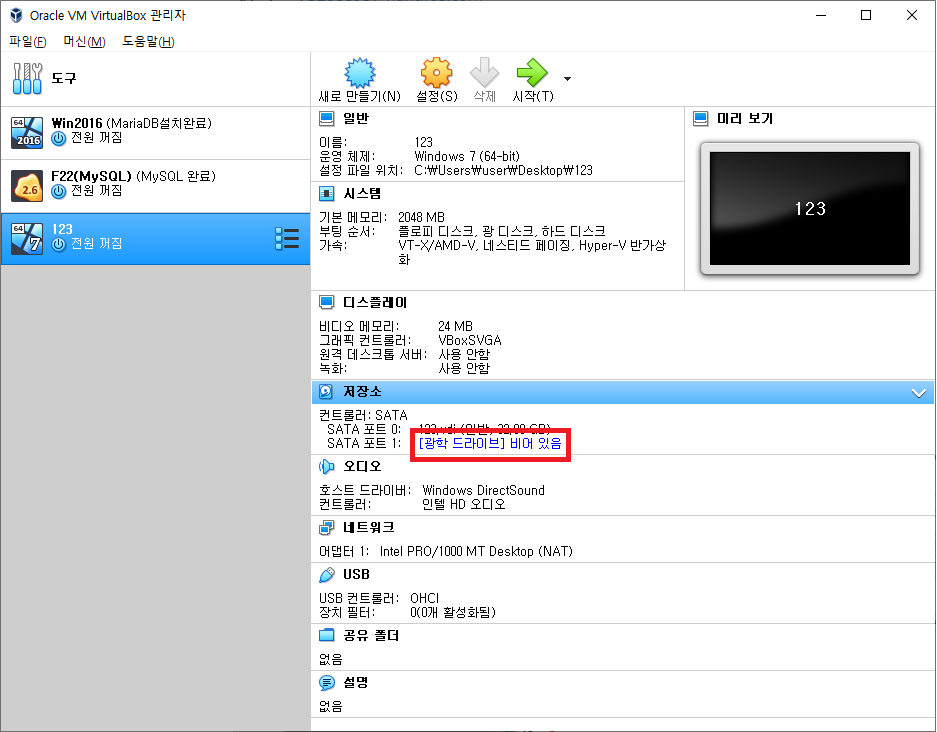 Oracle VM VirtualBox 관리자
파일(F) 머신(M) 도움말(H)
도구
새로 만들기(N) 설정(S) 삭제 시작(T)
64 2016 Win2016 (MariaDB설치완료)
전원 꺼짐
2.6 F22(MySQL) (MySQL 완료)
전원 꺼짐
64 7 123
전원 꺼짐
일반
이름: 123
운영 체제: Windows 7 (64-bit)
설정 파일 위치: C:₩Users₩user₩Desktop₩123
미리 보기
123
시스템
기본 메모리: 2048 MB
부팅 순서: 플로피 디스크, 광 디스크, 하드 디스크
가속: VT-X/AMD-V, 네스티드 페이징, Hyper-V 반가상
화
디스플레이
비디오 메모리: 24 MB
그래픽 컨트롤러: VBoxSVGA
원격 데스크톱 서버: 사용 안함
녹화: 사용 안함
저장소
컨트롤러: SATA
SATA 포트 0: 123.vdi (일반, 32.00 GB)
SATA 포트 1: [광학 드라이브] 비어 있음
오디오
호스트 드라이버: Windows DirectSound
컨트롤러: 인텔 HD 오디오
네트워크
어댑터 1: Intel PRO/1000 MT Desktop (NAT)
USB
USB 컨트롤러: OHCI
장치 필터: 0(0개 활성화됨)
공유 폴더
없음
설명
없음